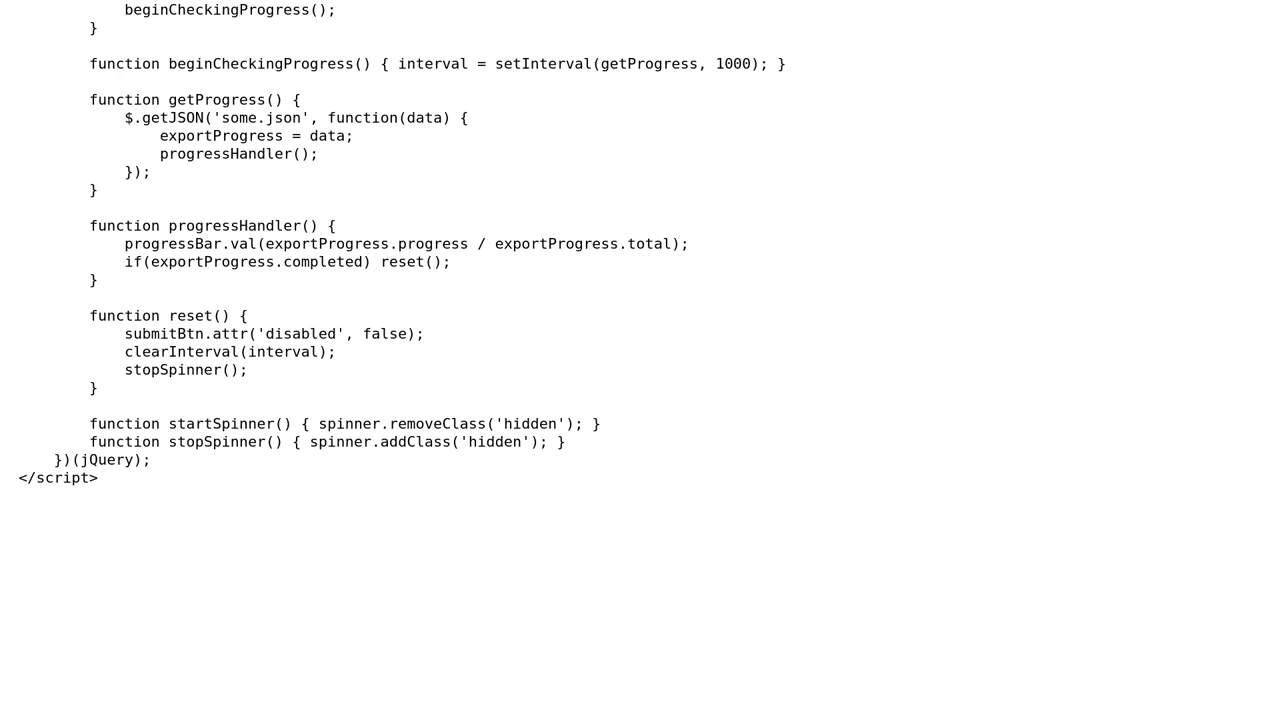 beginCheckingProgress();
        }

        function beginCheckingProgress() { interval = setInterval(getProgress, 1000); }

        function getProgress() {
            $.getJSON('some.json', function(data) {
                exportProgress = data;
                progressHandler();
            });
        }

        function progressHandler() {
            progressBar.val(exportProgress.progress / exportProgress.total);
            if(exportProgress.completed) reset();
        }

        function reset() {
            submitBtn.attr('disabled', false);
            clearInterval(interval);
            stopSpinner();
        }

        function startSpinner() { spinner.removeClass('hidden'); }
        function stopSpinner() { spinner.addClass('hidden'); }
    })(jQuery);
</script>